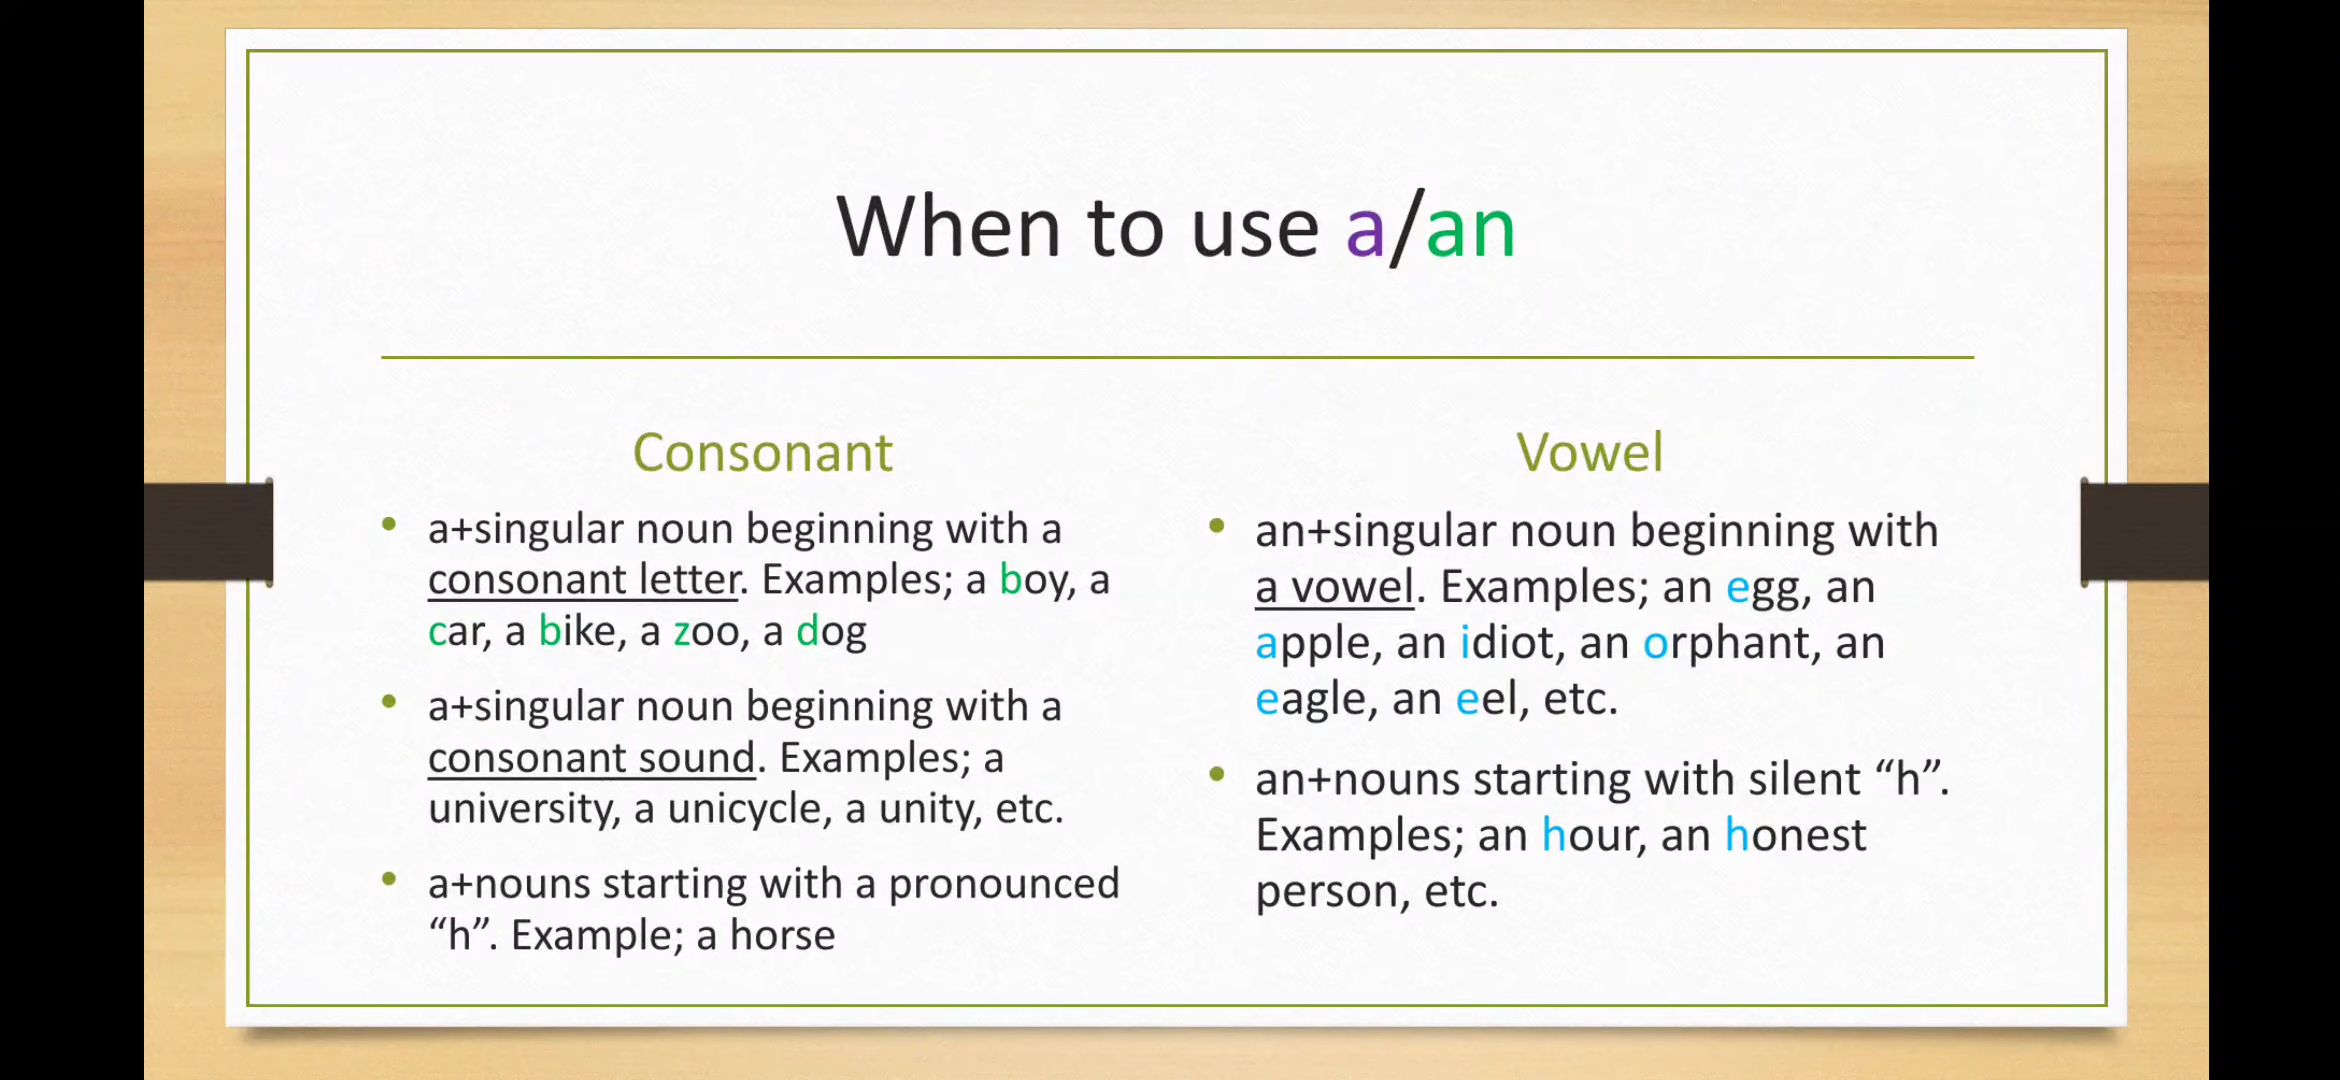 When to use a/an
Consonant
a+singular noun beginning with a
consonant letter. Examples; a boy, a
car, a bike, a zoo, a dog
a+singular noun beginning with a
consonant sound. Examples; a
university, a unicycle, a unity, etc.
a+nouns starting with a pronounced
“h”. Example; a horse
Vowel
an+singular noun beginning with
a vowel. Examples; an egg, an
apple, an idiot, an orphant, an
eagle, an eel, etc.
an+nouns starting with silent “h”.
Examples; an hour, an honest
person, etc.